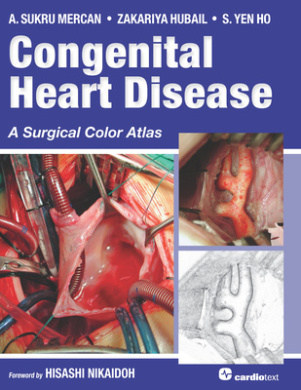 A. SUKRU MERCAN • ZAKARIYA HUBAIL • S. YEN HO
Congenital
Heart Disease
A Surgical Color Atlas
Foreword by HISASHI NIKAIDOH
cardiotext